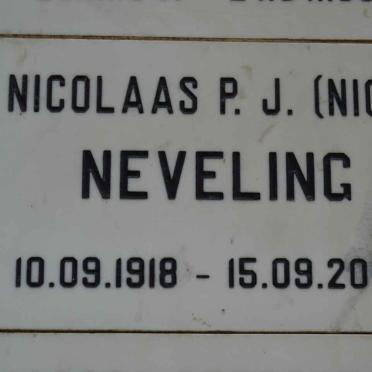 NICOLAAS P. J. (NIC
NEVELING
10.09.1918 - 15.09.20